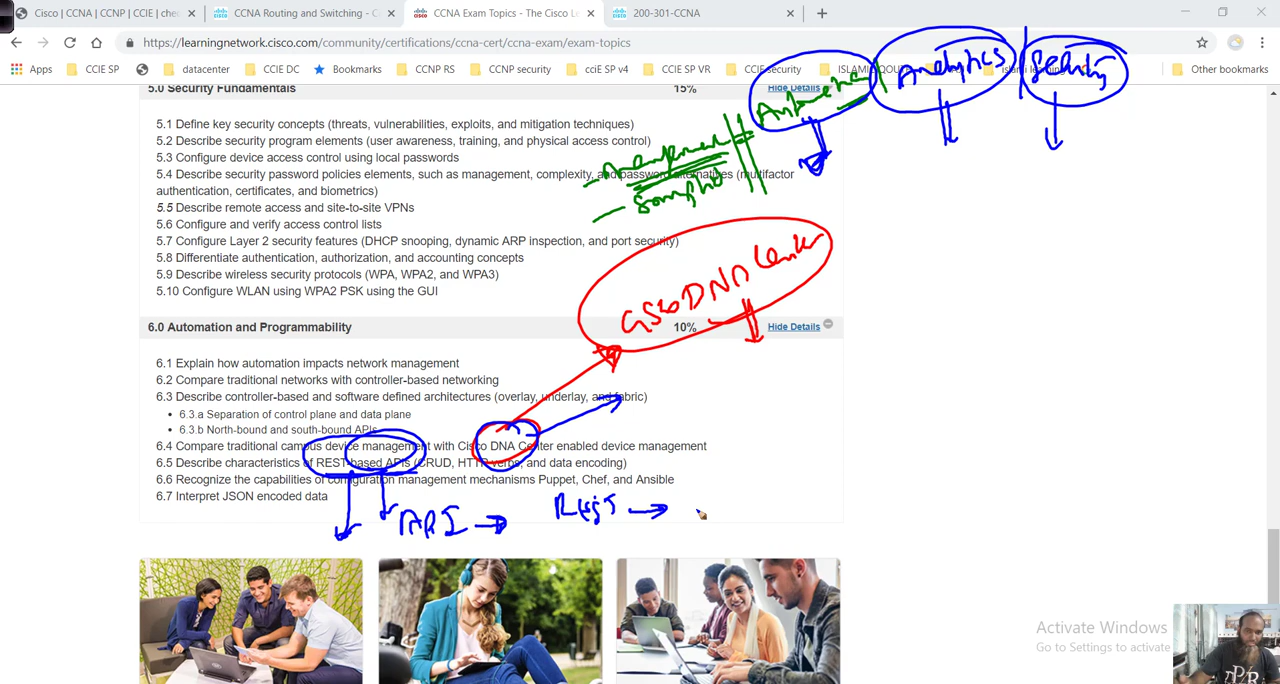 Cisco | CCNA | CCNP | CCIE | che
CCNA Routing and Switching - C
CCNA Exam Topics - The Cisco Le
200-301-CCNA
https://learningnetwork.cisco.com/community/certifications/ccna-cert/ccna-exam/exam-topics
Apps CCIE SP datacenter CCIE DC Bookmarks CCNP RS CCNP security cciE SP v4 CCIE SP VR CCIE security Other bookmarks
Analytics Security
5.0 Security Fundamentals 15% Hide Details
5.1 Define key security concepts (threats, vulnerabilities, exploits, and mitigation techniques)
5.2 Describe security program elements (user awareness, training, and physical access control)
5.3 Configure device access control using local passwords
5.4 Describe security password policies elements, such as management, complexity, and password alternatives (multifactor
authentication, certificates, and biometrics)
5.5 Describe remote access and site-to-site VPNs
5.6 Configure and verify access control lists
5.7 Configure Layer 2 security features (DHCP snooping, dynamic ARP inspection, and port security)
5.8 Differentiate authentication, authorization, and accounting concepts
5.9 Describe wireless security protocols (WPA, WPA2, and WPA3)
5.10 Configure WLAN using WPA2 PSK using the GUI
Cisco DNA Center
6.0 Automation and Programmability 10% Hide Details
6.1 Explain how automation impacts network management
6.2 Compare traditional networks with controller-based networking
6.3 Describe controller-based and software defined architectures (overlay, underlay, and fabric)
6.3.a Separation of control plane and data plane
6.3.b North-bound and south-bound APIs
6.4 Compare traditional campus device management with Cisco DNA Center enabled device management
6.5 Describe characteristics of REST-based APIs (CRUD, HTTP verbs, and data encoding)
6.6 Recognize the capabilities of configuration management mechanisms Puppet, Chef, and Ansible
6.7 Interpret JSON encoded data
API
Activate Windows
Go to Settings to activate